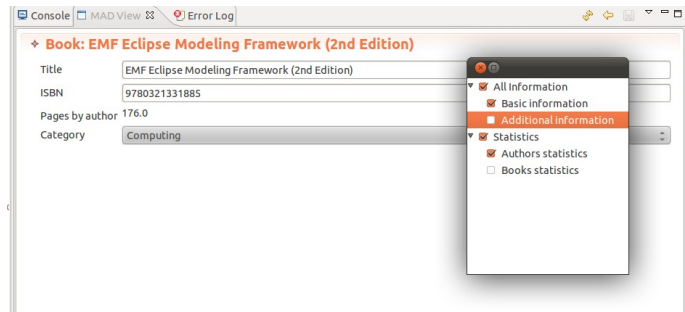 Console MAD View Error Log
Book: EMF Eclipse Modeling Framework (2nd Edition)
Title EMF Eclipse Modeling Framework (2nd Edition)
ISBN 9780321331885
Pages by author 176.0
Category Computing
All Information
Basic information
Additional information
Statistics
Authors statistics
Books statistics